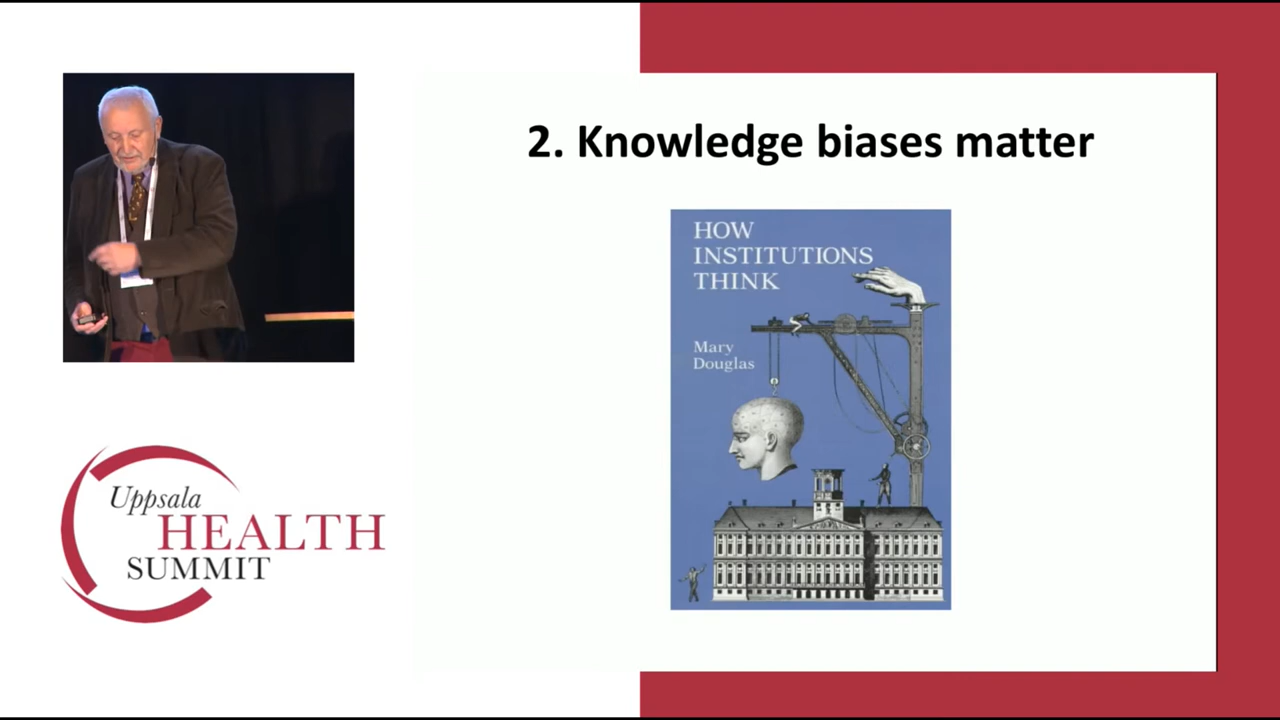 2. Knowledge biases matter
HOW
INSTITUTIONS
THINK
Mary
Douglas
Uppsala
HEALTH
SUMMIT